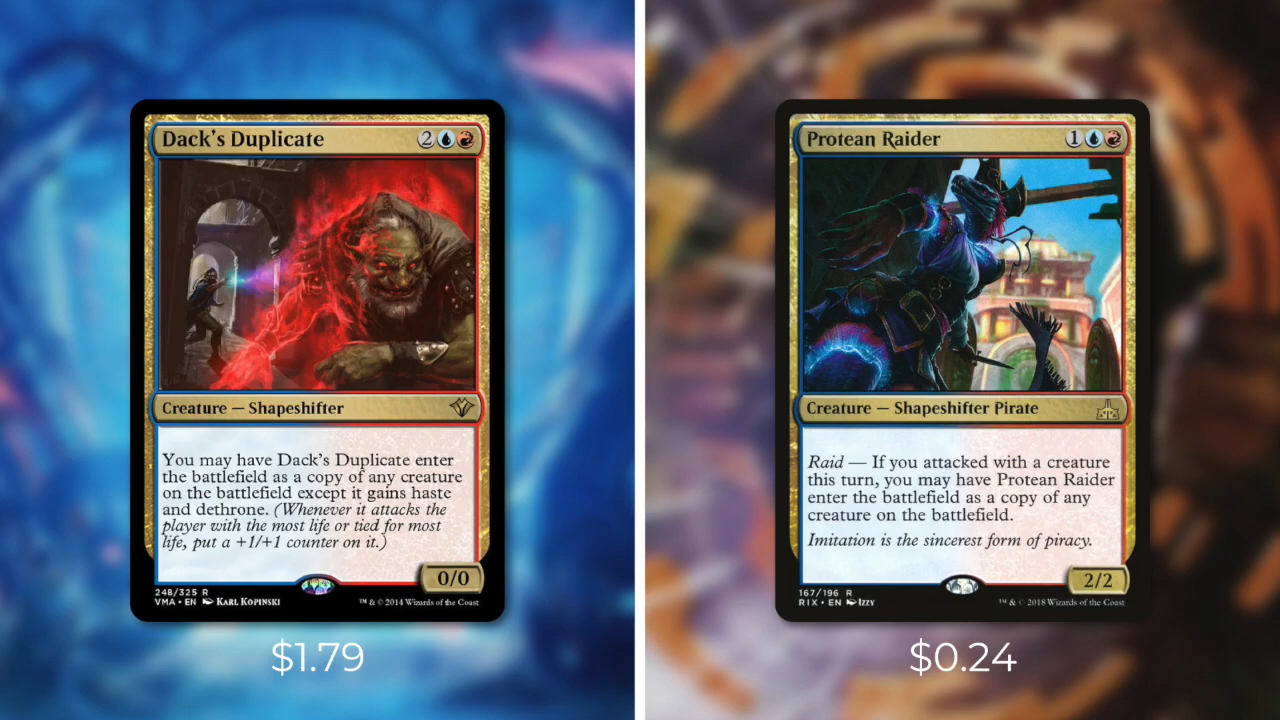 Dack's Duplicate 2
Creature — Shapeshifter
You may have Dack's Duplicate enter
the battlefield as a copy of any creature
on the battlefield except it gains haste
and dethrone. (Whenever it attacks the
player with the most life or tied for most
life, put a +1/+1 counter on it.)
0/0
248/325 R
VMA • EN KARL KOPINSKI
™ & © 2014 Wizards of the Coast
$1.79
Protean Raider 1
Creature — Shapeshifter Pirate
Raid — If you attacked with a creature
this turn, you may have Protean Raider
enter the battlefield as a copy of any
creature on the battlefield.
Imitation is the sincerest form of piracy.
2/2
167/196 R
RIX • EN IZZY
™ & © 2018 Wizards of the Coast
$0.24